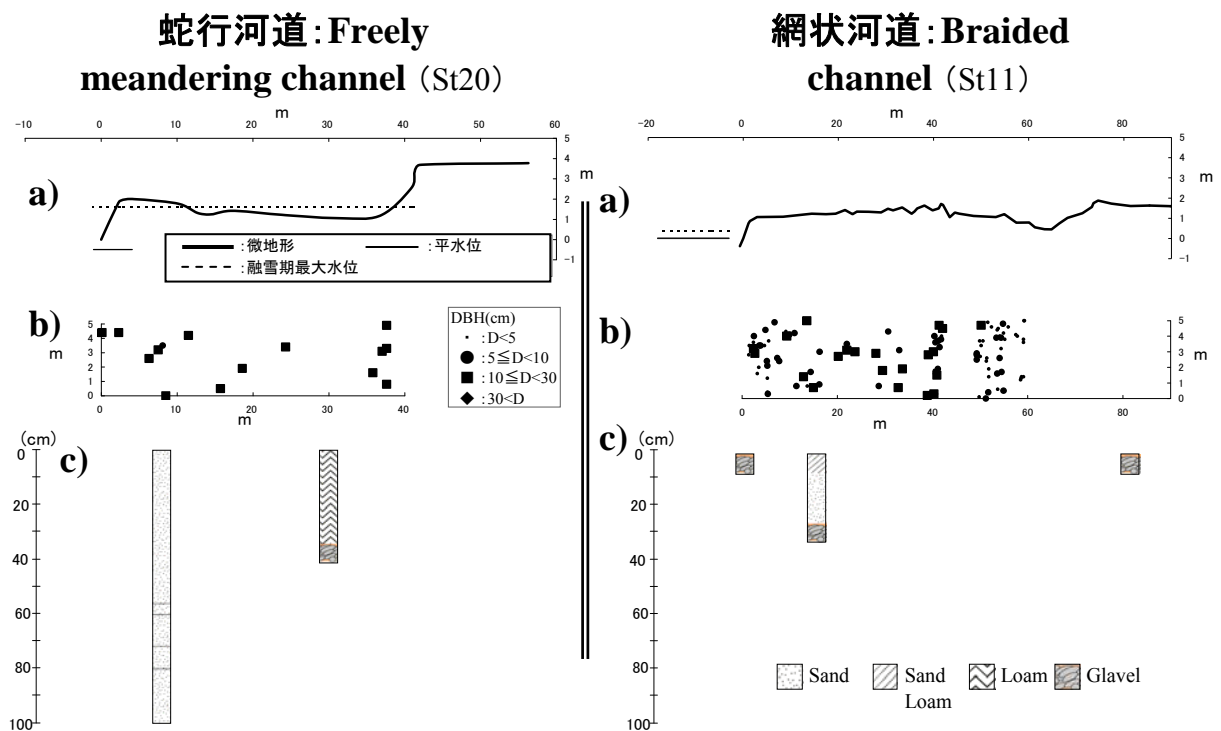 蛇行河道:Freely
meandering channel（St20）
m
-10 0 10 20 30 40 50 60
5
4
3
2
1
0
-1
m
a)
:微地形 :平水位
:融雪期最大水位
b)
5
4
3
2
1
0
m
0 10 20 30 40
m
DBH(cm)
:D<5
:5≦D<10
:10≦D<30
:30<D
(cm)
c)
0
20
40
60
80
100
網状河道:Braided
channel（St11）
m
-20 0 20 40 60 80
5
4
3
2
1
0
-1
m
a)
b)
5
4
3
2
1
0
m
0 20 40 60 80
m
c)
(cm)
0
20
40
60
80
100
Sand
Sand
Loam
Loam
Glavel